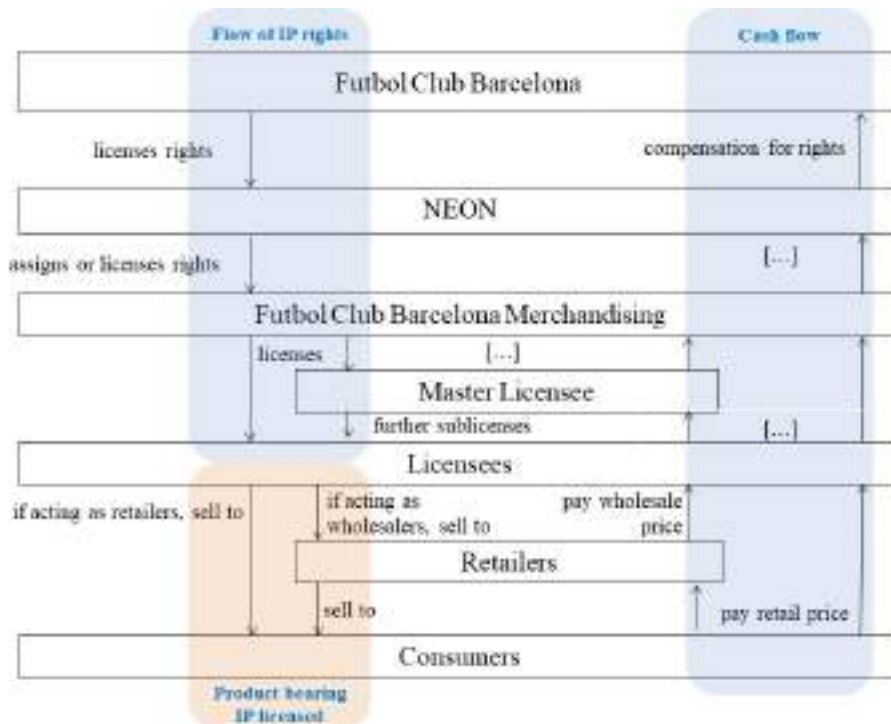 Flow of IP rights
Cash flow
Futbol Club Barcelona
licenses rights
compensation for rights
NEON
assigns or licenses rights
[...]
Futbol Club Barcelona Merchandising
licenses
[...]
Master Licensee
further sublicenses
[...]
Licensees
if acting as retailers, sell to
if acting as
wholesalers, sell to
pay wholesale
price
Retailers
sell to
pay retail price
Consumers
Product bearing
IP licensed